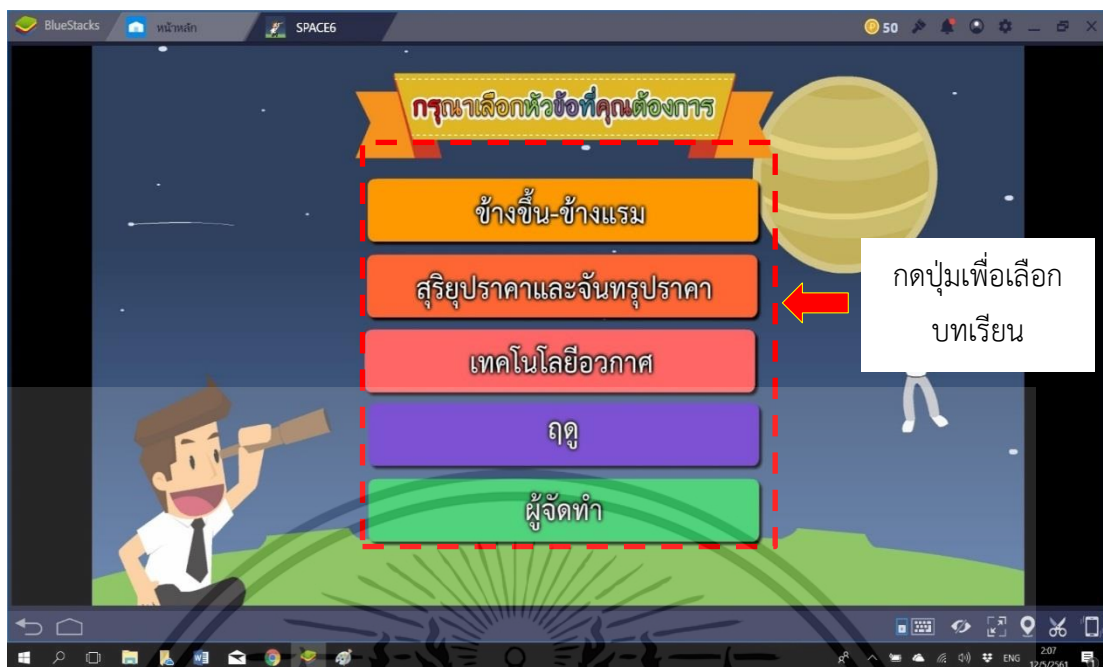 BlueStacks
หน้าหลัก
SPACE6
50
กรุณาเลือกหัวข้อที่คุณต้องการ
ข้างขึ้น-ข้างแรม
สุริยุปราคาและจันทรุปราคา
เทคโนโลยีอวกาศ
ฤดู
ผู้จัดทำ
กดปุ่มเพื่อเลือก
บทเรียน
ENG
2:07
12/5/2561